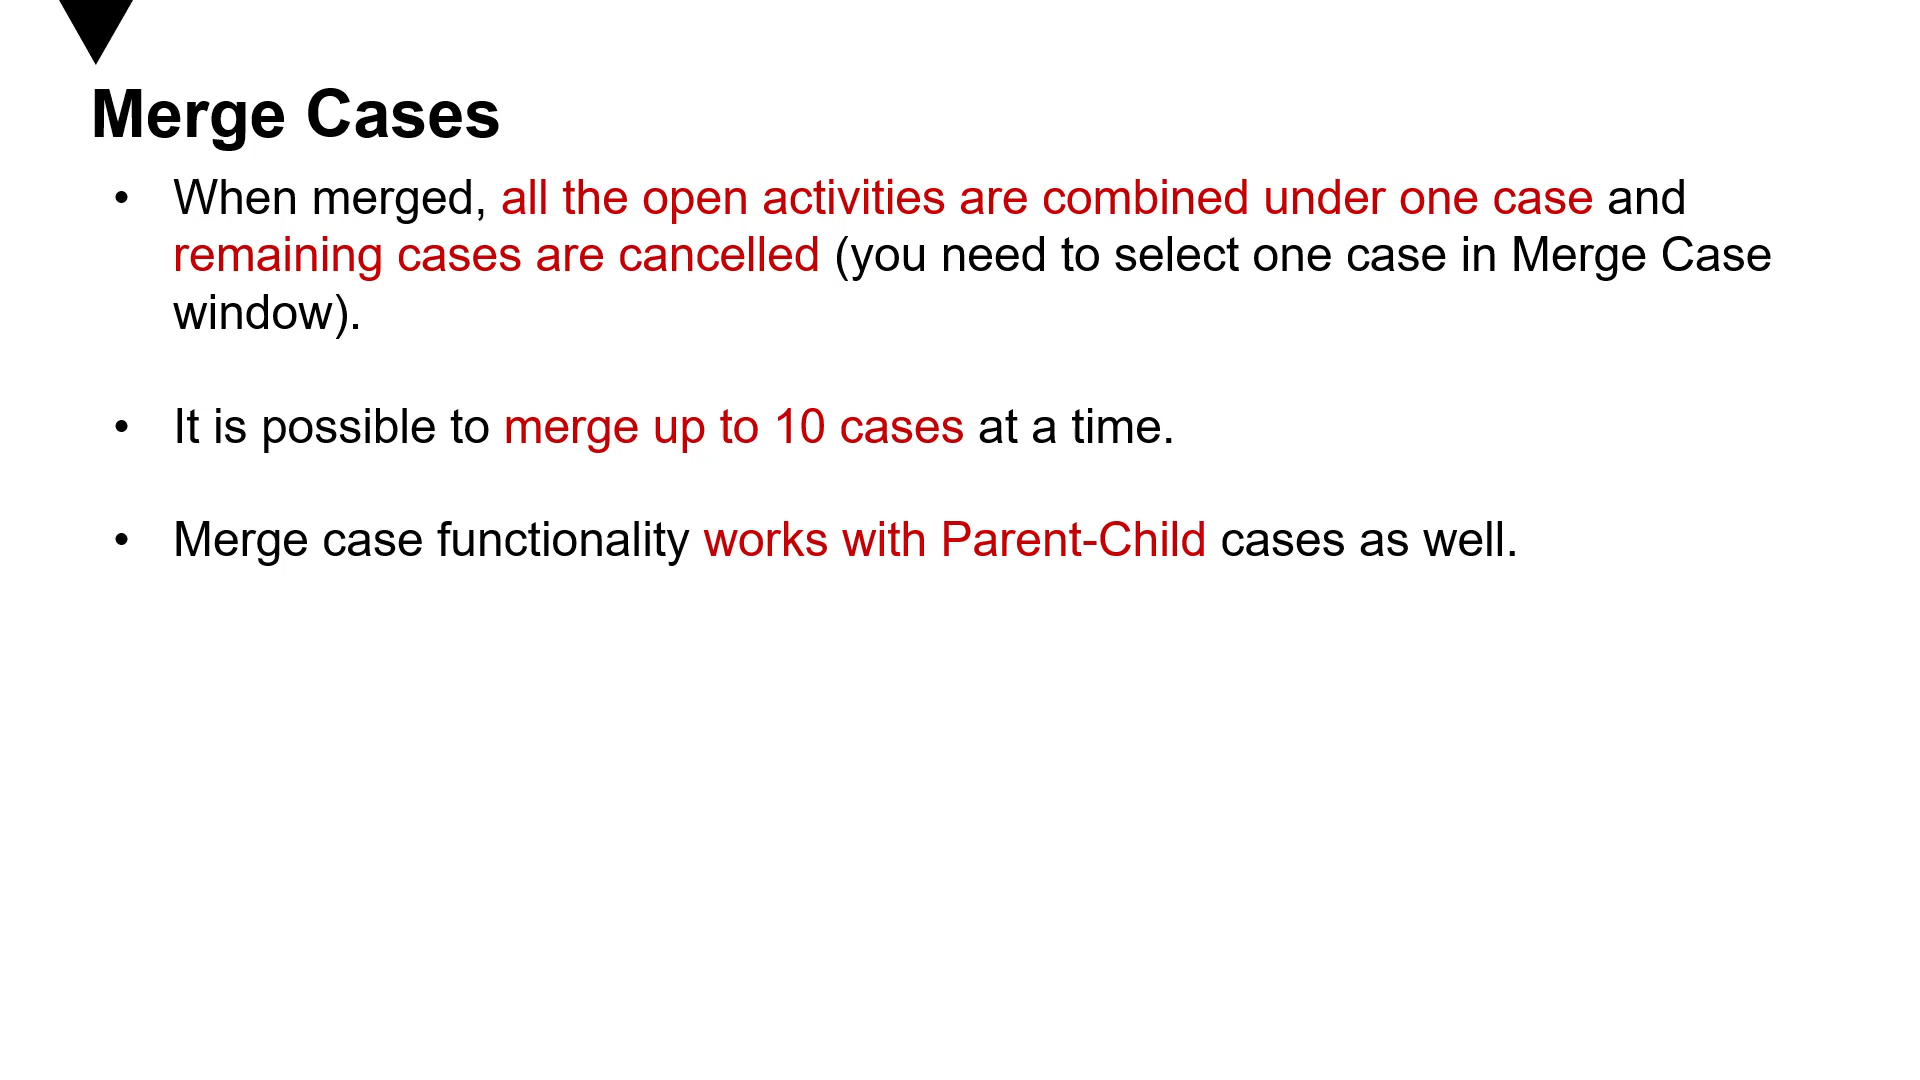 Merge Cases
• When merged, all the open activities are combined under one case and
remaining cases are cancelled (you need to select one case in Merge Case
window).
• It is possible to merge up to 10 cases at a time.
• Merge case functionality works with Parent-Child cases as well.